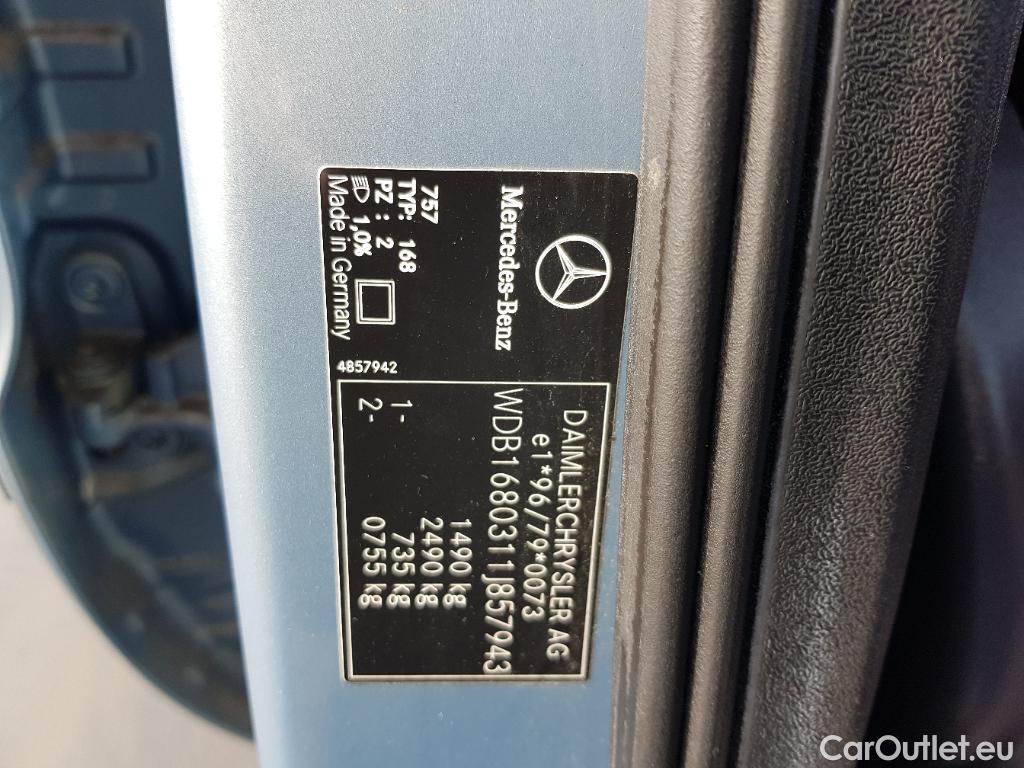 Mercedes-Benz
757
TYP: 168
PZ : 2
1,0%
Made in Germany
4857942
DAIMLERCHRYSLER AG
e1*96/79*0073
WDB1680311J857943
1490 kg
2490 kg
1- 735 kg
2- 0755 kg
CarOutlet.eu